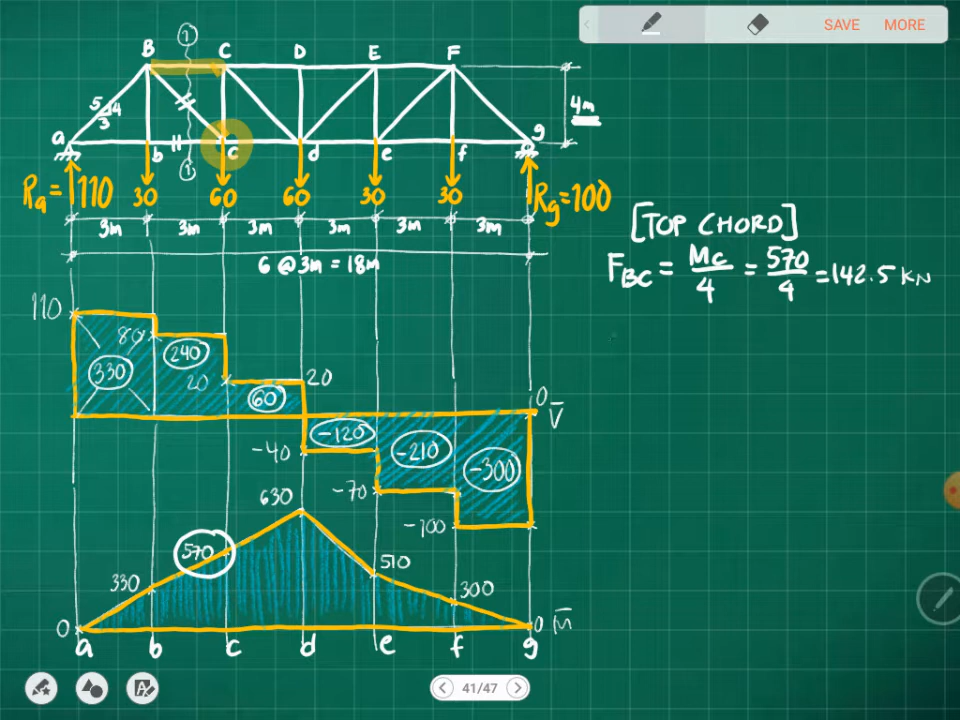 SAVE MORE
1
B C D E F
5 4
3
4m
a b c d e f g
1
Ra = 110 30 60 60 30 30 Rg=100
3m 3m 3m 3m 3m 3m
6 @ 3m = 18m
[TOP CHORD]
FBC = Mc/4 = 570/4 = 142.5 KN
110
80
240
330
20
20
60
0
V
-40
-120
-210
-300
-70
-100
630
570
510
330
300
0
0 M
a b c d e f g
A
41/47